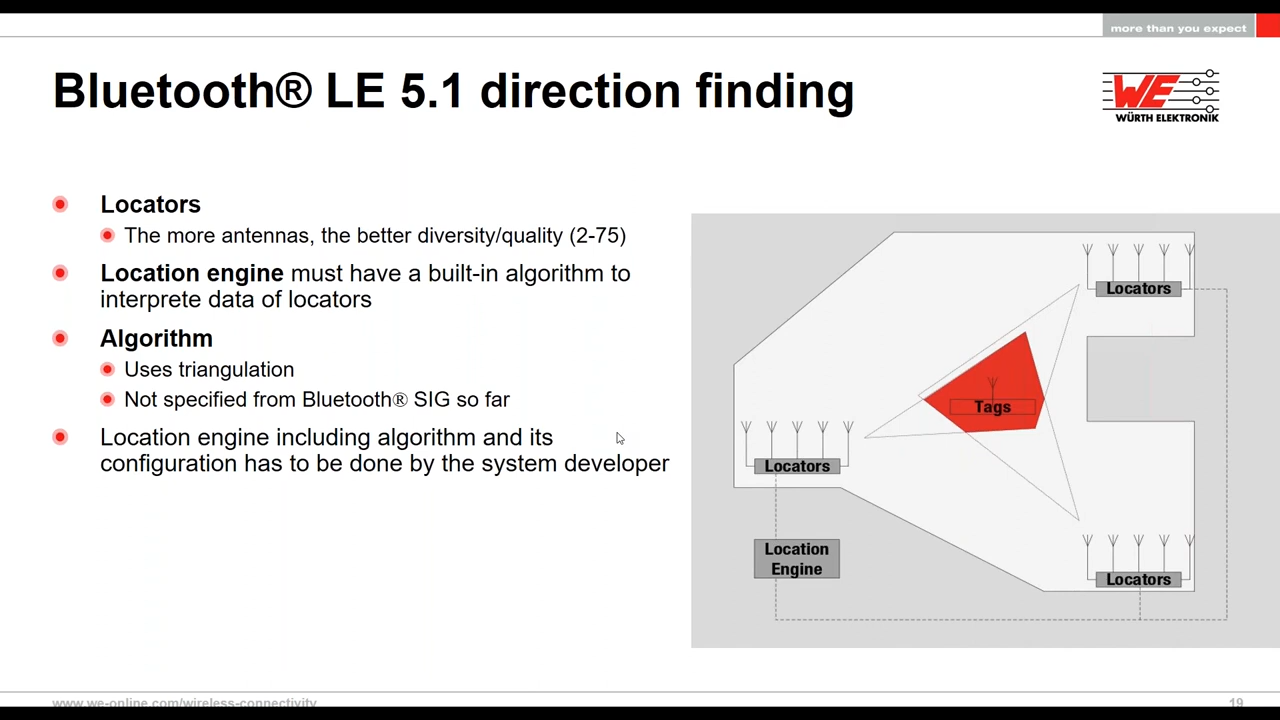 more than you expect
Bluetooth® LE 5.1 direction finding
WE
WÜRTH ELEKTRONIK
Locators
The more antennas, the better diversity/quality (2-75)
Location engine must have a built-in algorithm to
interprete data of locators
Algorithm
Uses triangulation
Not specified from Bluetooth® SIG so far
Location engine including algorithm and its
configuration has to be done by the system developer
Locators
Tags
Locators
Location
Engine
Locators
www.we-online.com/wireless-connectivity
19